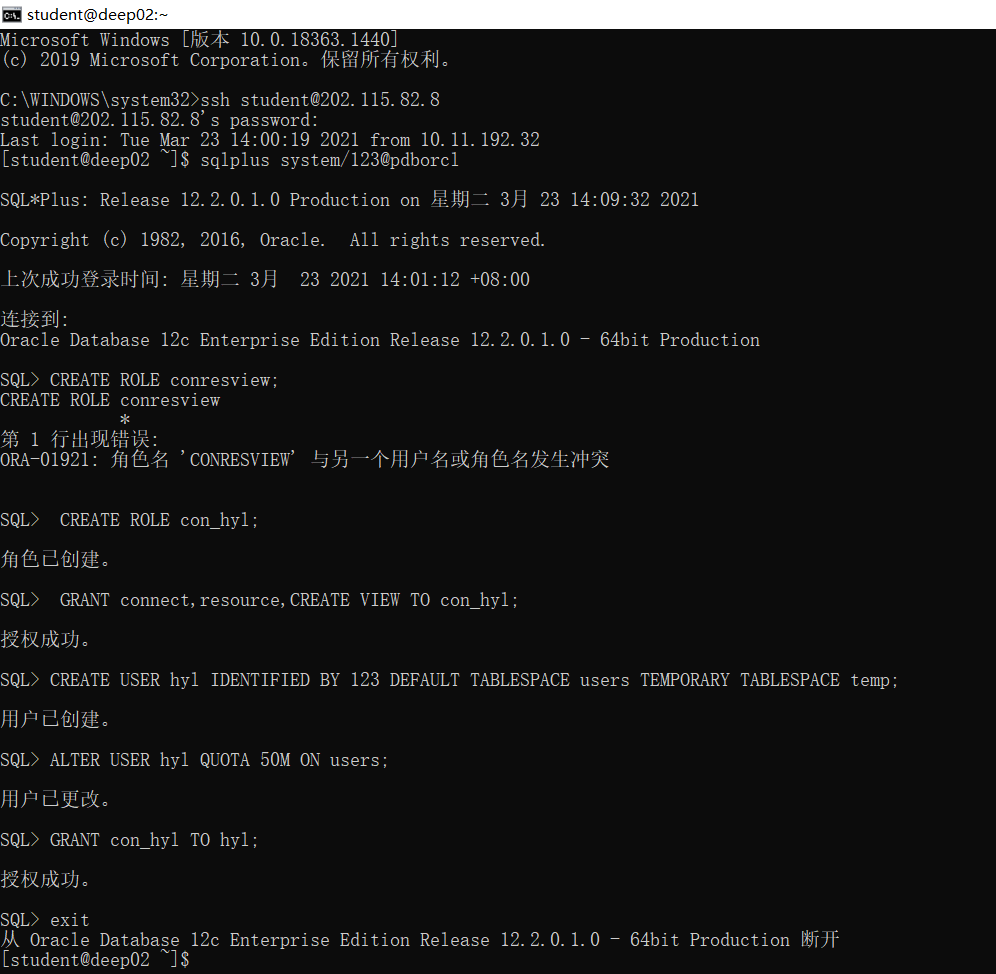 student@deep02:~
Microsoft Windows [版本 10.0.18363.1440]
(c) 2019 Microsoft Corporation。保留所有权利。
C:\WINDOWS\system32>ssh student@202.115.82.8
student@202.115.82.8's password:
Last login: Tue Mar 23 14:00:19 2021 from 10.11.192.32
[student@deep02 ~]$ sqlplus system/123@pdborcl
SQL*Plus: Release 12.2.0.1.0 Production on 星期二 3月 23 14:09:32 2021
Copyright (c) 1982, 2016, Oracle.  All rights reserved.
上次成功登录时间: 星期二 3月  23 2021 14:01:12 +08:00
连接到:
Oracle Database 12c Enterprise Edition Release 12.2.0.1.0 - 64bit Production
SQL> CREATE ROLE conresview;
CREATE ROLE conresview
            *
第 1 行出现错误:
ORA-01921: 角色名 'CONRESVIEW' 与另一个用户名或角色名发生冲突
SQL>  CREATE ROLE con_hyl;
角色已创建。
SQL>  GRANT connect,resource,CREATE VIEW TO con_hyl;
授权成功。
SQL> CREATE USER hyl IDENTIFIED BY 123 DEFAULT TABLESPACE users TEMPORARY TABLESPACE temp;
用户已创建。
SQL> ALTER USER hyl QUOTA 50M ON users;
用户已更改。
SQL> GRANT con_hyl TO hyl;
授权成功。
SQL> exit
从 Oracle Database 12c Enterprise Edition Release 12.2.0.1.0 - 64bit Production 断开
[student@deep02 ~]$